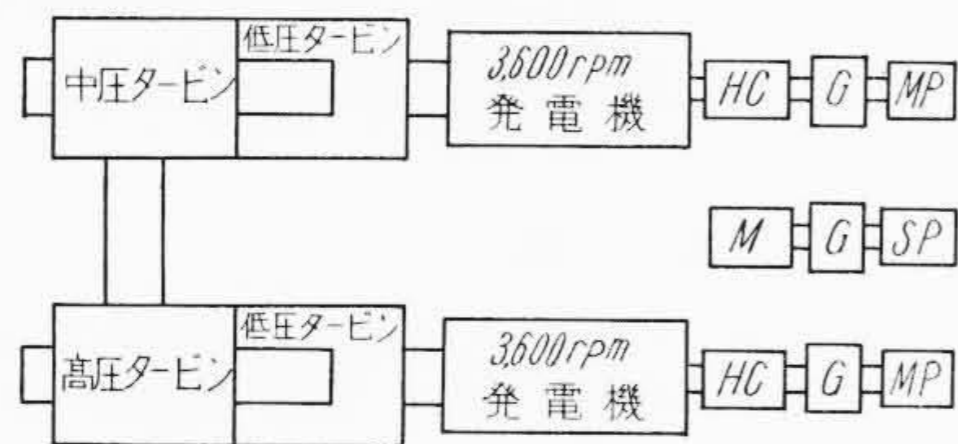 低圧タービン
中圧タービン
3,600rpm
発電機
HC
G
MP
M
G
SP
低圧タービン
高圧タービン
3,600rpm
発電機
HC
G
MP